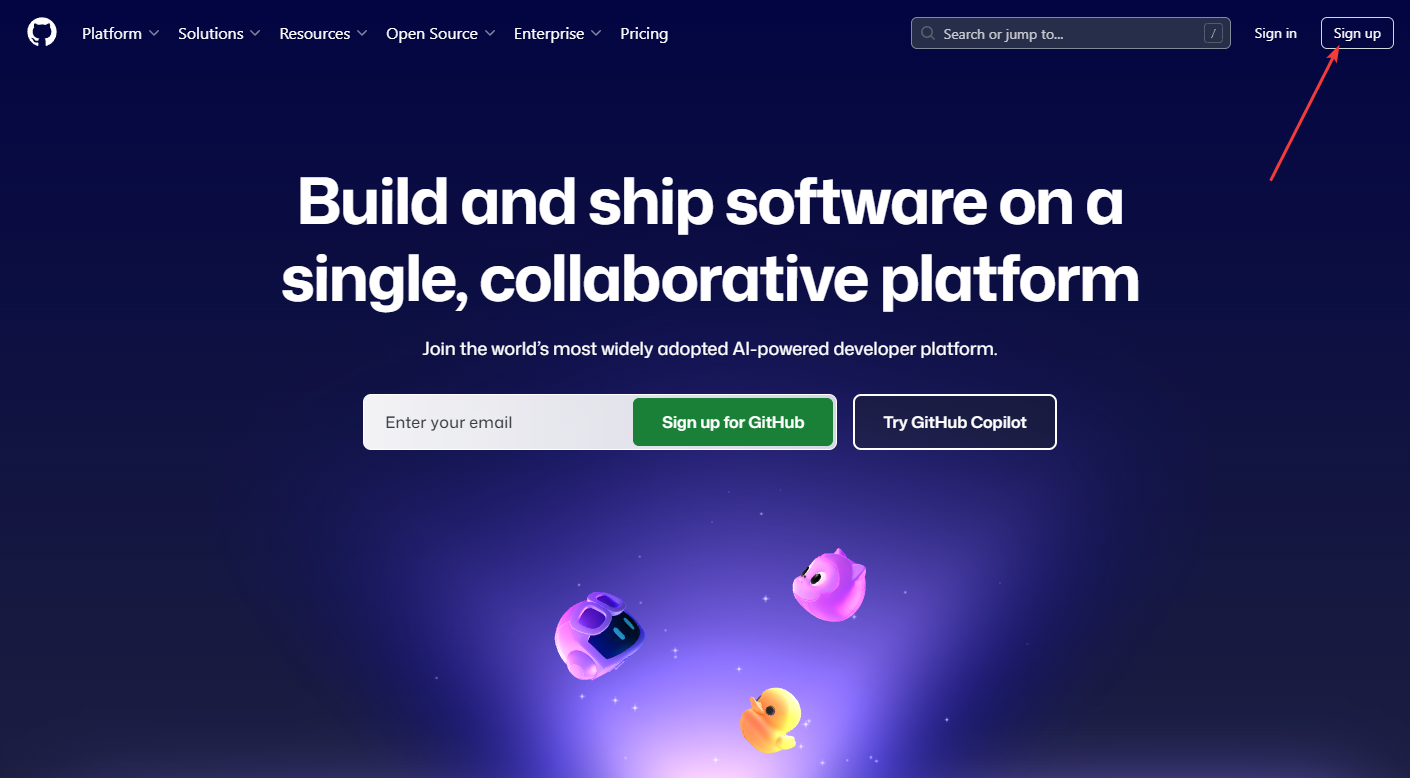 Platform Solutions Resources Open Source Enterprise Pricing Search or jump to... / Sign in Sign up
Build and ship software on a
single, collaborative platform
Join the world’s most widely adopted AI-powered developer platform.
Enter your email Sign up for GitHub Try GitHub Copilot